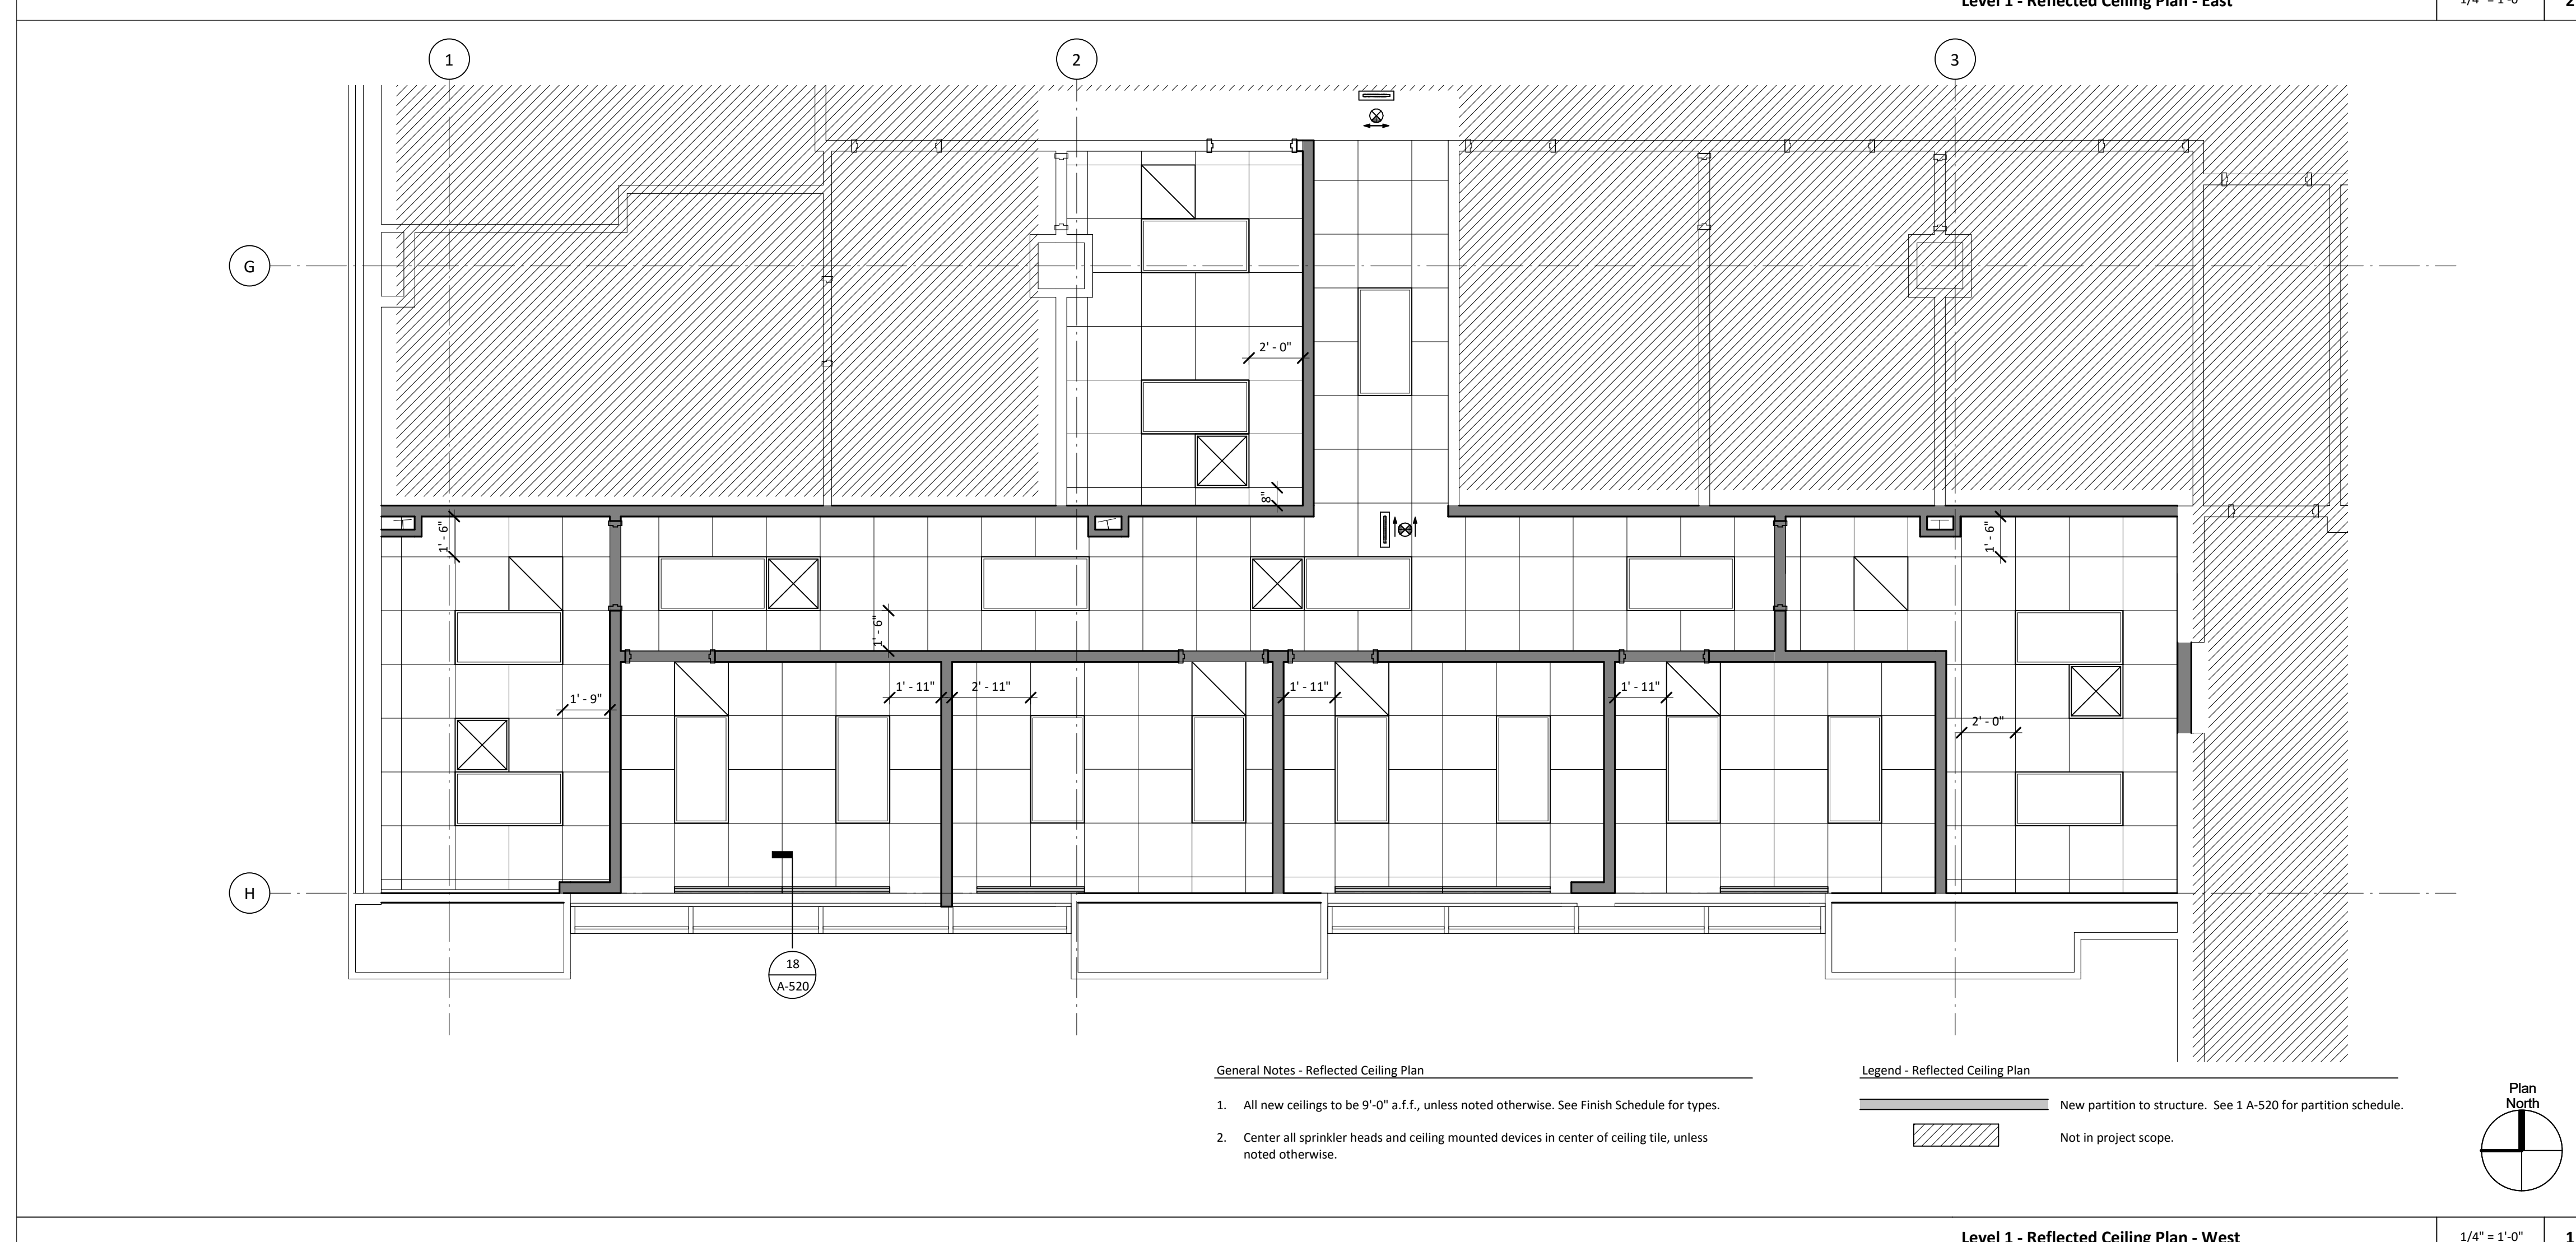 Level 1 - Reflected Ceiling Plan - East
1/4" = 1'-0"
2
1
2
3
G
2' - 0"
8"
1' - 6"
1' - 6"
1' - 6"
1' - 9"
1' - 11"
2' - 11"
1' - 11"
1' - 11"
2' - 0"
H
18
A-520
General Notes - Reflected Ceiling Plan
1. All new ceilings to be 9'-0" a.f.f., unless noted otherwise. See Finish Schedule for types.
2. Center all sprinkler heads and ceiling mounted devices in center of ceiling tile, unless
noted otherwise.
Legend - Reflected Ceiling Plan
New partition to structure. See 1 A-520 for partition schedule.
Not in project scope.
Plan
North
Level 1 - Reflected Ceiling Plan - West
1/4" = 1'-0"
1